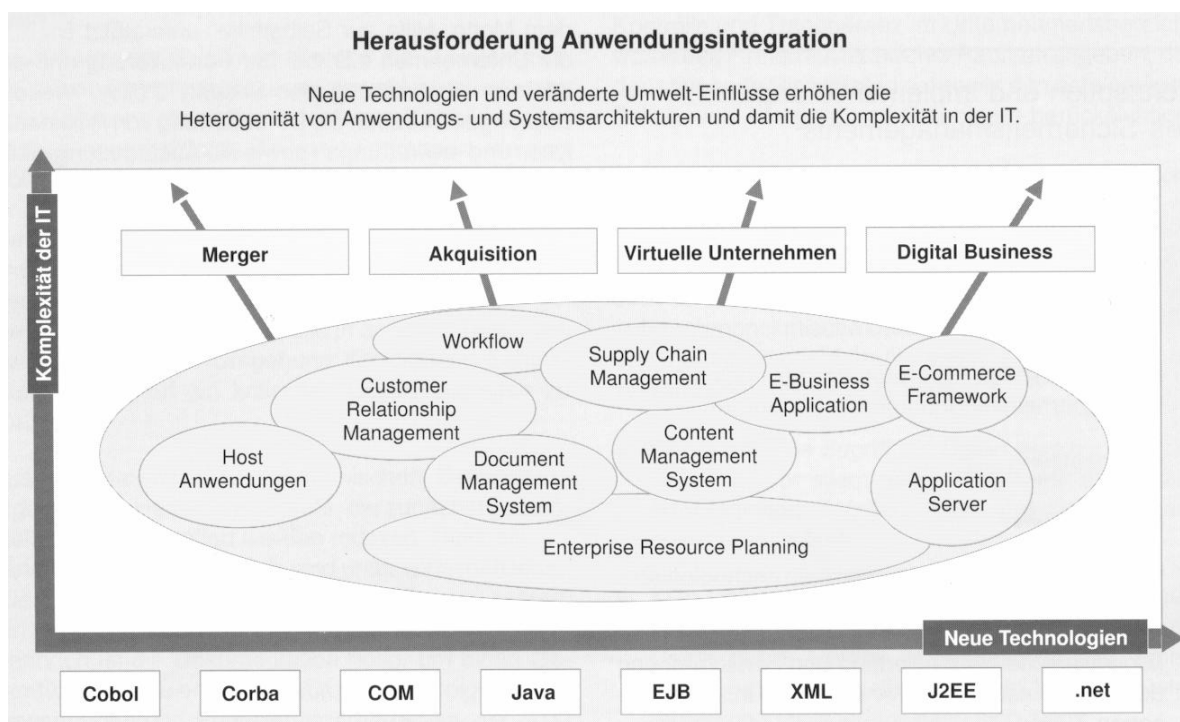 Herausforderung Anwendungsintegration
Neue Technologien und veränderte Umwelt-Einflüsse erhöhen die
Heterogenität von Anwendungs- und Systemsarchitekturen und damit die Komplexität in der IT.
Komplexität der IT
Merger
Akquisition
Virtuelle Unternehmen
Digital Business
Workflow
Supply Chain
Management
E-Business
Application
E-Commerce
Framework
Customer
Relationship
Management
Host
Anwendungen
Document
Management
System
Content
Management
System
Application
Server
Enterprise Resource Planning
Neue Technologien
Cobol
Corba
COM
Java
EJB
XML
J2EE
.net